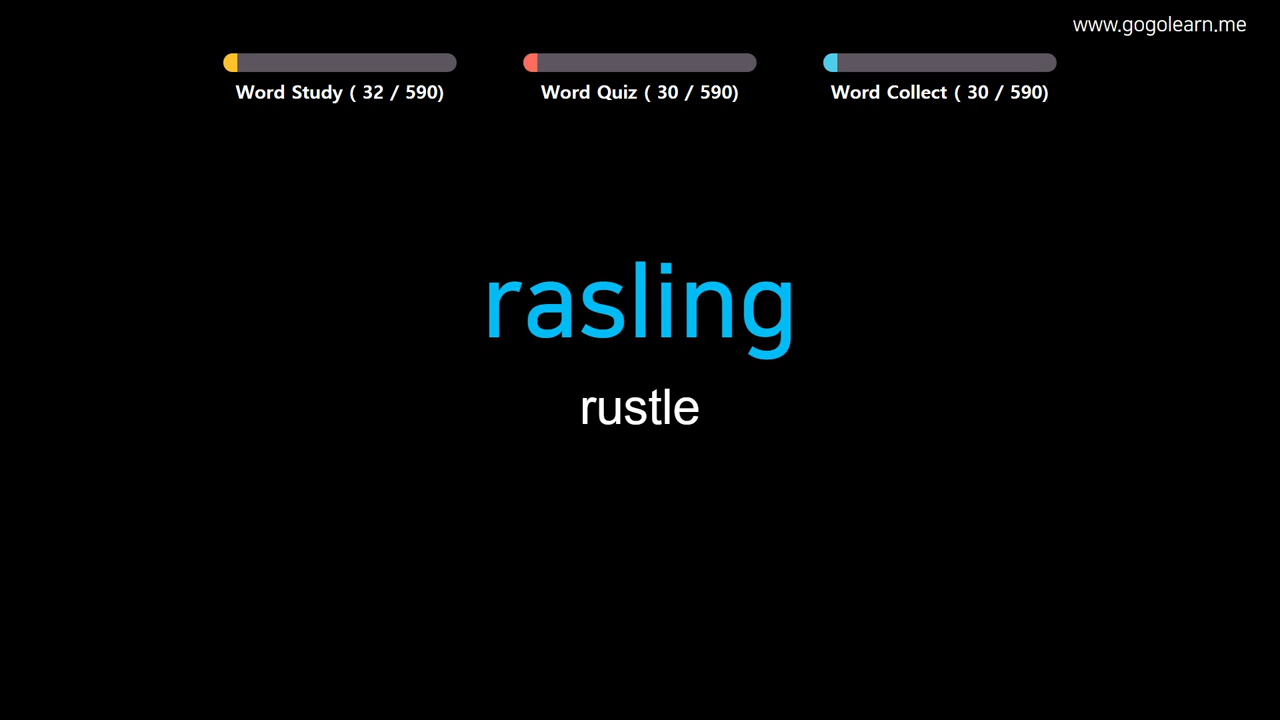 www.gogolearn.me
Word Study ( 32 / 590)
Word Quiz ( 30 / 590)
Word Collect ( 30 / 590)
rasling
rustle